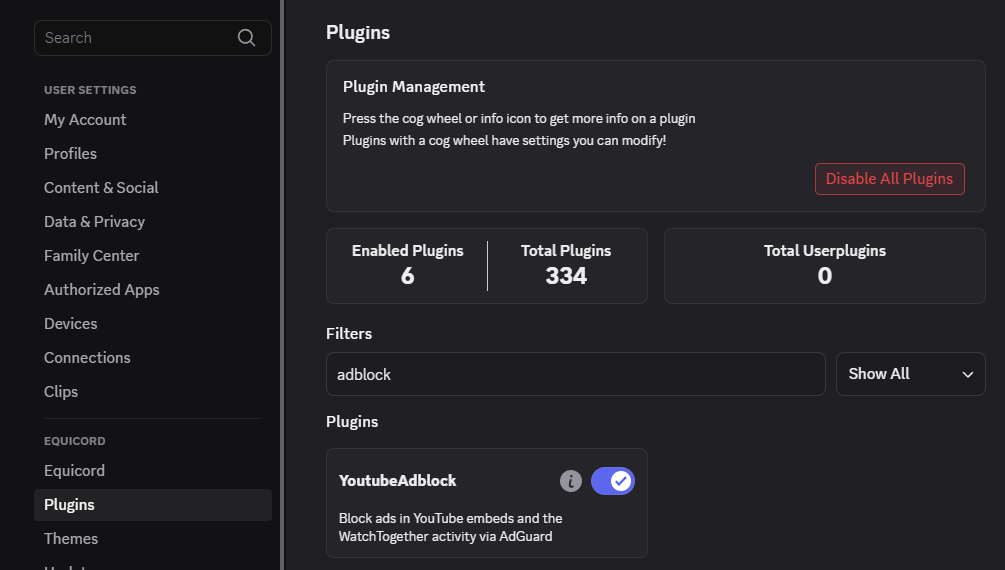 Search
USER SETTINGS
My Account
Profiles
Content & Social
Data & Privacy
Family Center
Authorized Apps
Devices
Connections
Clips
EQUICORD
Equicord
Plugins
Themes
Plugins
Plugin Management
Press the cog wheel or info icon to get more info on a plugin
Plugins with a cog wheel have settings you can modify!
Disable All Plugins
Enabled Plugins
6
Total Plugins
334
Total Userplugins
0
Filters
adblock
Show All
Plugins
YoutubeAdblock
Block ads in YouTube embeds and the
WatchTogether activity via AdGuard